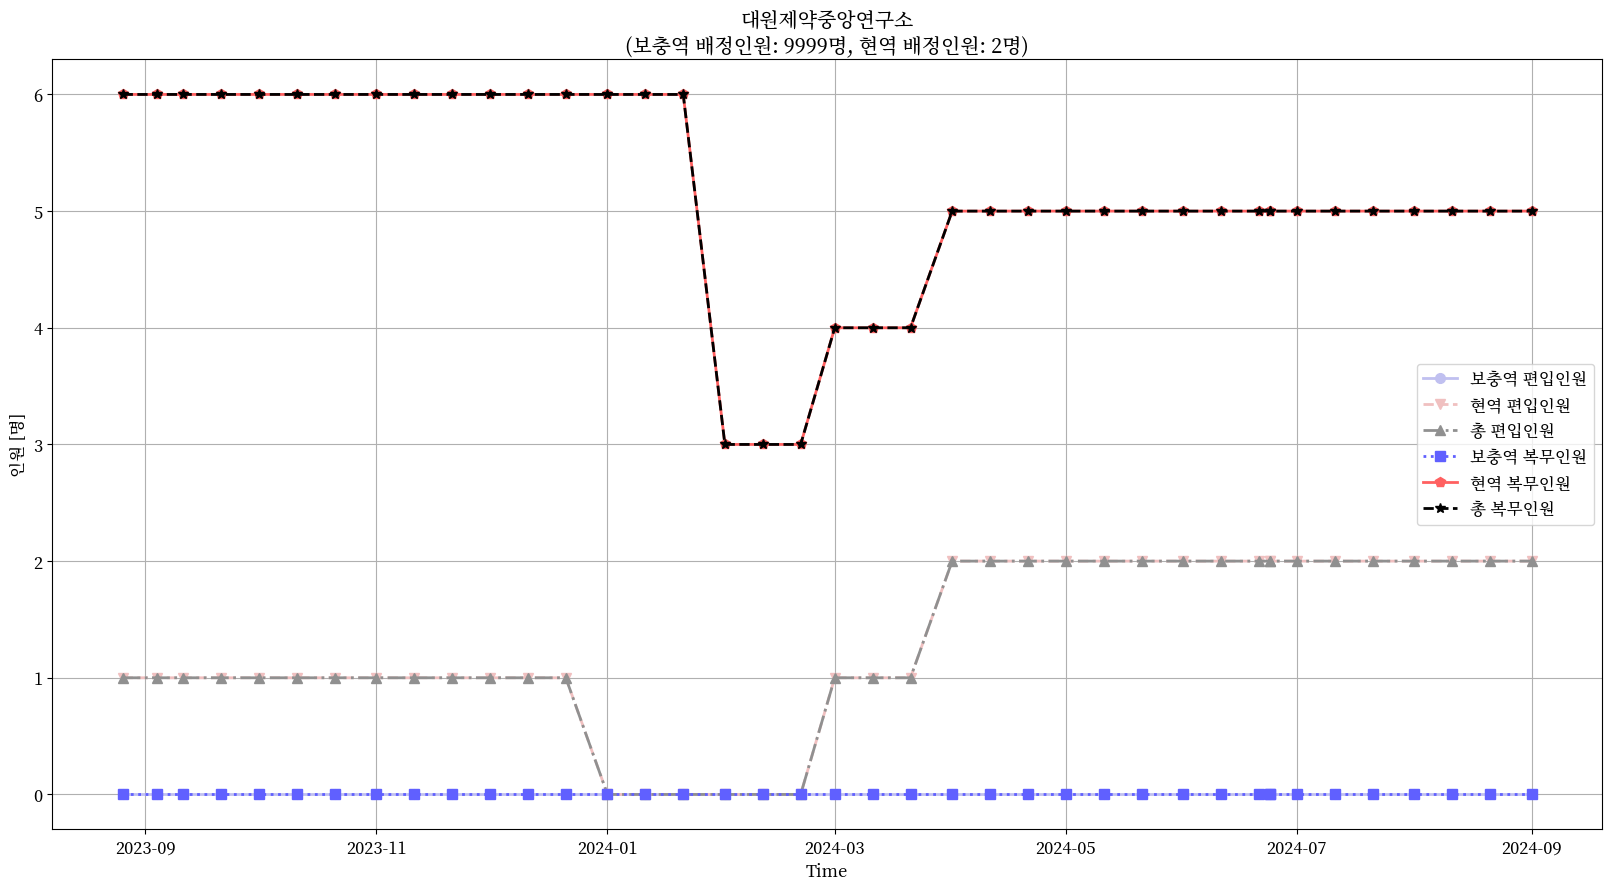 대원제약중앙연구소
(보충역 배정인원: 9999명, 현역 배정인원: 2명)
인원 [명]
6
5
4
3
2
1
0
보충역 편입인원
현역 편입인원
총 편입인원
보충역 복무인원
현역 복무인원
총 복무인원
2023-09
2023-11
2024-01
2024-03
2024-05
2024-07
2024-09
Time